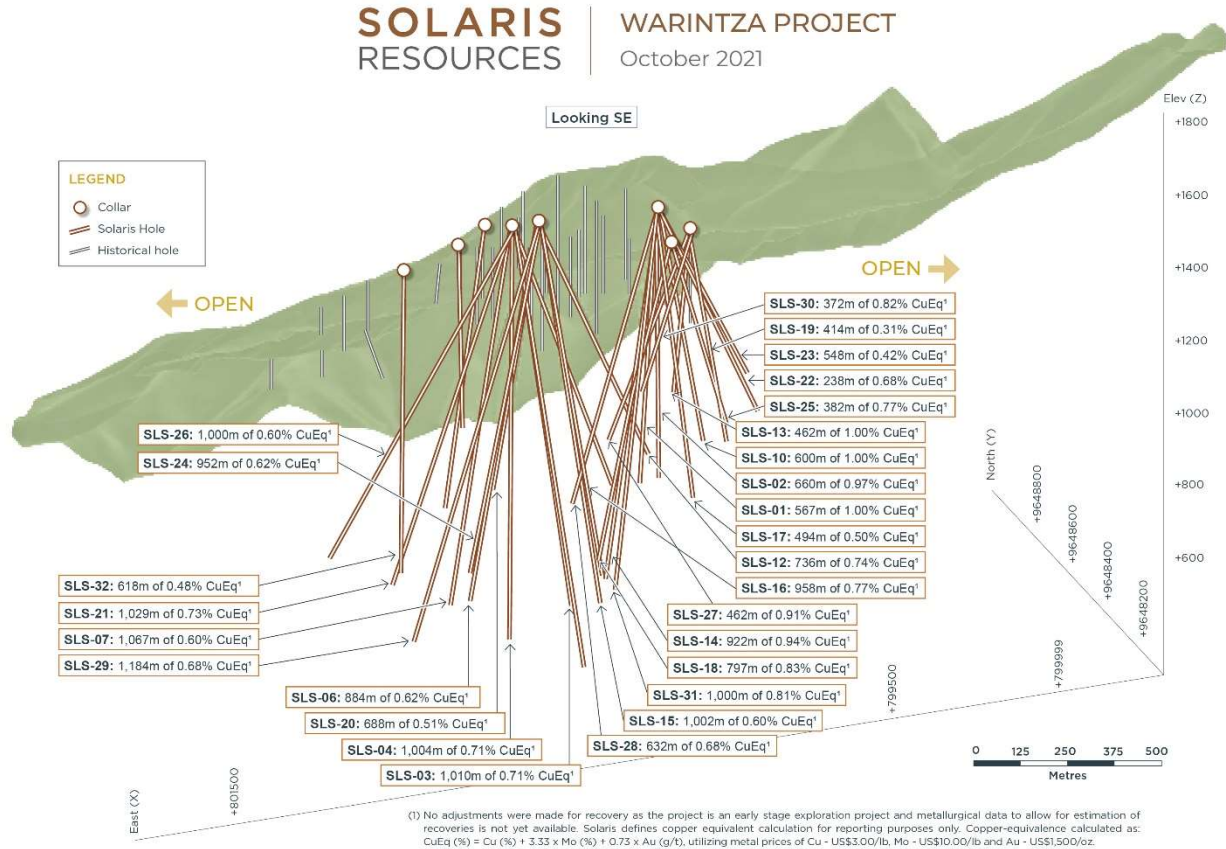 SOLARIS
RESOURCES
WARINTZA PROJECT
October 2021
Looking SE
Elev (Z)
+1800
+1600
+1400
+1200
+1000
+800
+600
LEGEND
Collar
Solaris Hole
Historical hole
OPEN
OPEN
SLS-30: 372m of 0.82% CuEq¹
SLS-19: 414m of 0.31% CuEq¹
SLS-23: 548m of 0.42% CuEq¹
SLS-22: 238m of 0.68% CuEq¹
SLS-25: 382m of 0.77% CuEq¹
SLS-13: 462m of 1.00% CuEq¹
SLS-10: 600m of 1.00% CuEq¹
SLS-02: 660m of 0.97% CuEq¹
SLS-01: 567m of 1.00% CuEq¹
SLS-17: 494m of 0.50% CuEq¹
SLS-12: 736m of 0.74% CuEq¹
SLS-16: 958m of 0.77% CuEq¹
SLS-27: 462m of 0.91% CuEq¹
SLS-14: 922m of 0.94% CuEq¹
SLS-18: 797m of 0.83% CuEq¹
SLS-31: 1,000m of 0.81% CuEq¹
SLS-15: 1,002m of 0.60% CuEq¹
SLS-28: 632m of 0.68% CuEq¹
SLS-26: 1,000m of 0.60% CuEq¹
SLS-24: 952m of 0.62% CuEq¹
SLS-32: 618m of 0.48% CuEq¹
SLS-21: 1,029m of 0.73% CuEq¹
SLS-07: 1,067m of 0.60% CuEq¹
SLS-29: 1,184m of 0.68% CuEq¹
SLS-06: 884m of 0.62% CuEq¹
SLS-20: 688m of 0.51% CuEq¹
SLS-04: 1,004m of 0.71% CuEq¹
SLS-03: 1,010m of 0.71% CuEq¹
North (Y)
+9648800
+9648600
+9648400
+9648200
+799999
+799500
+801500
East (X)
0 125 250 375 500
Metres
(1) No adjustments were made for recovery as the project is an early stage exploration project and metallurgical data to allow for estimation of
recoveries is not yet available. Solaris defines copper equivalent calculation for reporting purposes only. Copper-equivalence calculated as:
CuEq (%) = Cu (%) + 3.33 x Mo (%) + 0.73 x Au (g/t), utilizing metal prices of Cu - US$3.00/lb, Mo - US$10.00/lb and Au - US$1,500/oz.